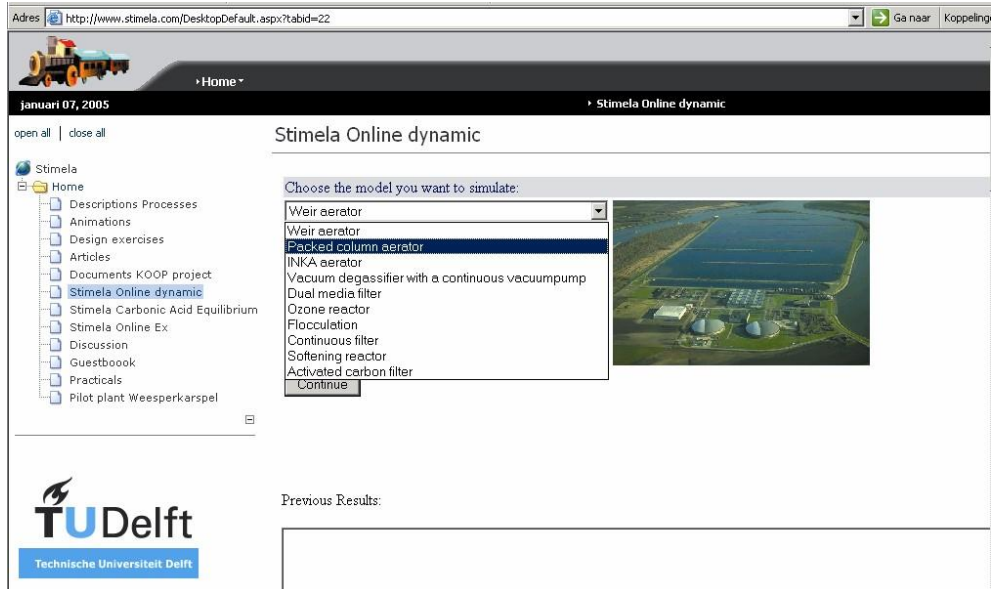 Adres http://www.stimela.com/DesktopDefault.aspx?tabid=22 Ga naar Koppelinge
Home
januari 07, 2005 Stimela Online dynamic
open all | close all
Stimela Online dynamic
Stimela
Home
Descriptions Processes
Animations
Design exercises
Articles
Documents KOOP project
Stimela Online dynamic
Stimela Carbonic Acid Equilibrium
Stimela Online Ex
Discussion
Guestboook
Practicals
Pilot plant Weesperkarspel
Choose the model you want to simulate:
Weir aerator
Weir aerator
Packed column aerator
INKA aerator
Vacuum degassifier with a continuous vacuumpump
Dual media filter
Ozone reactor
Flocculation
Continuous filter
Softening reactor
Activated carbon filter
Continue
Previous Results:
TUDelft
Technische Universiteit Delft